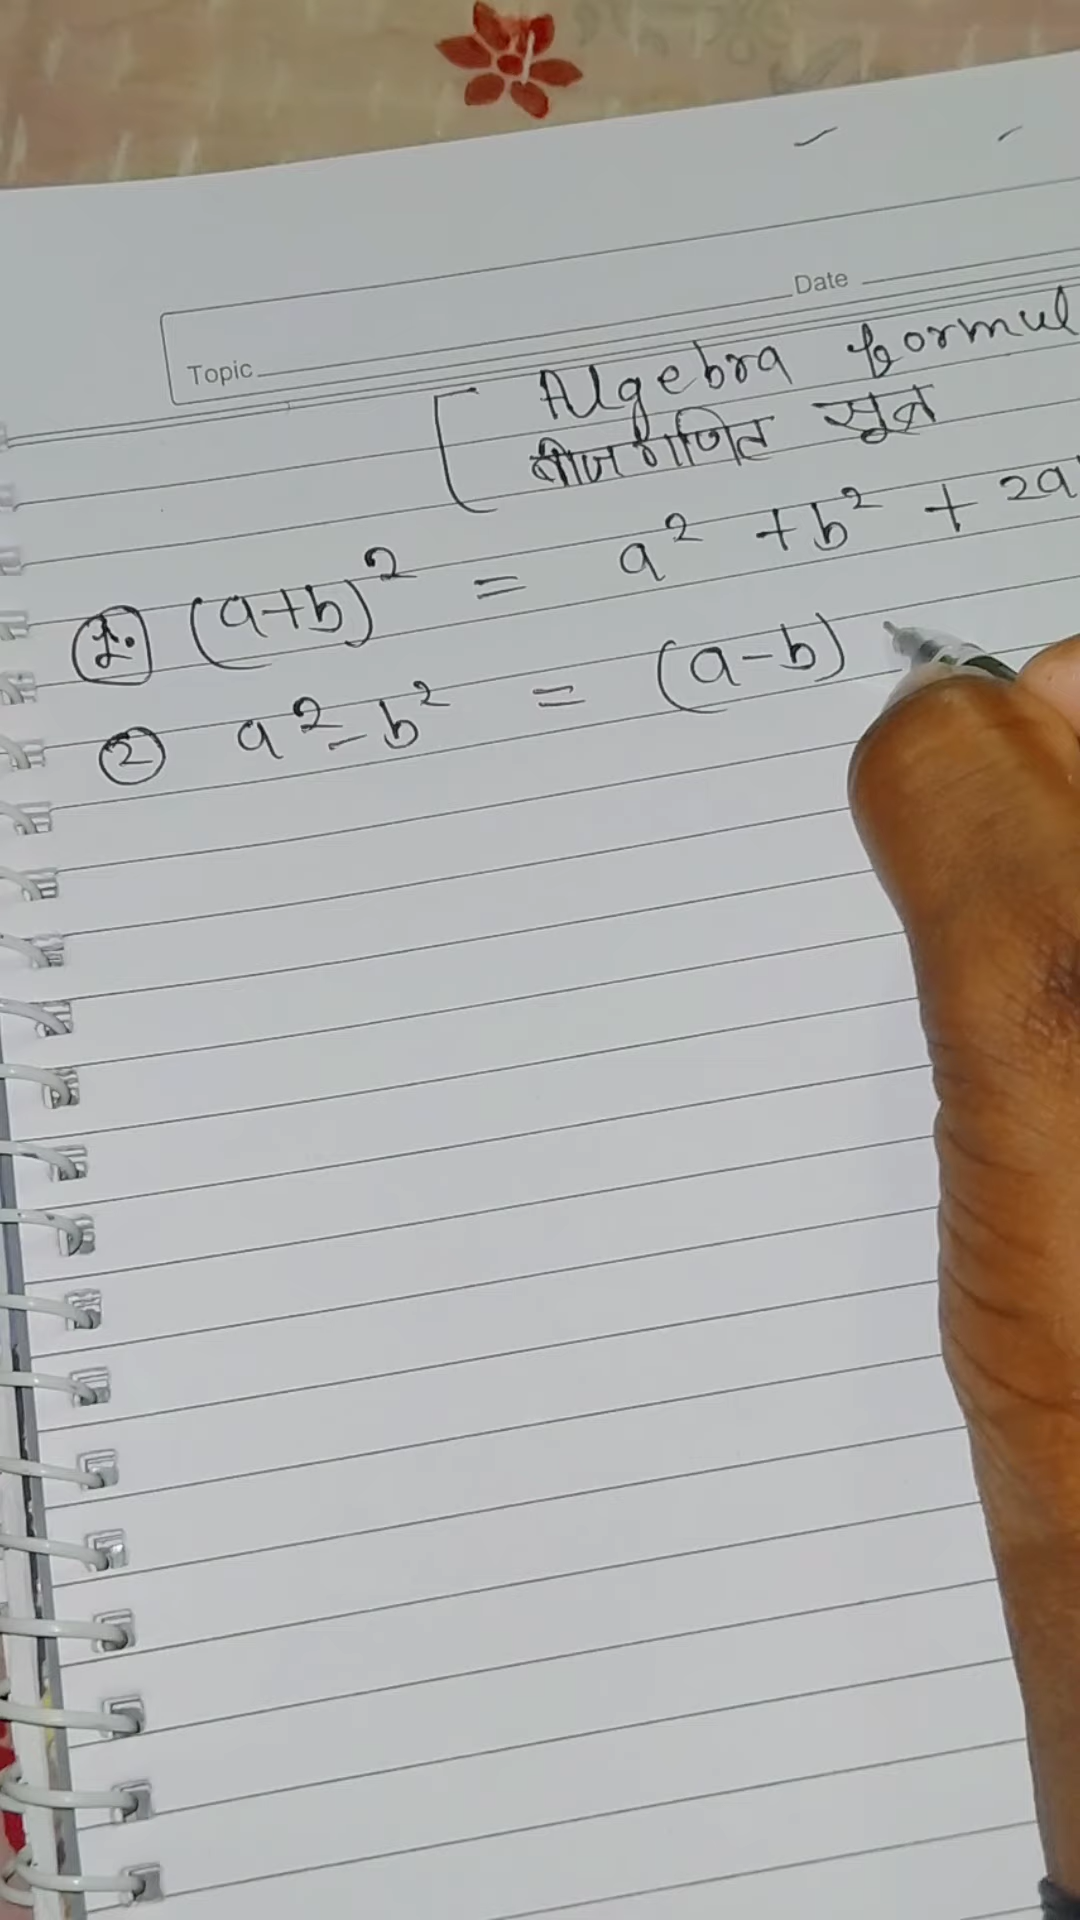 Date
Topic
Algebra formul
बीजगणित सूत्र
1. (a+b)² = a² + b² + 2a
2 a² - b² = (a-b)